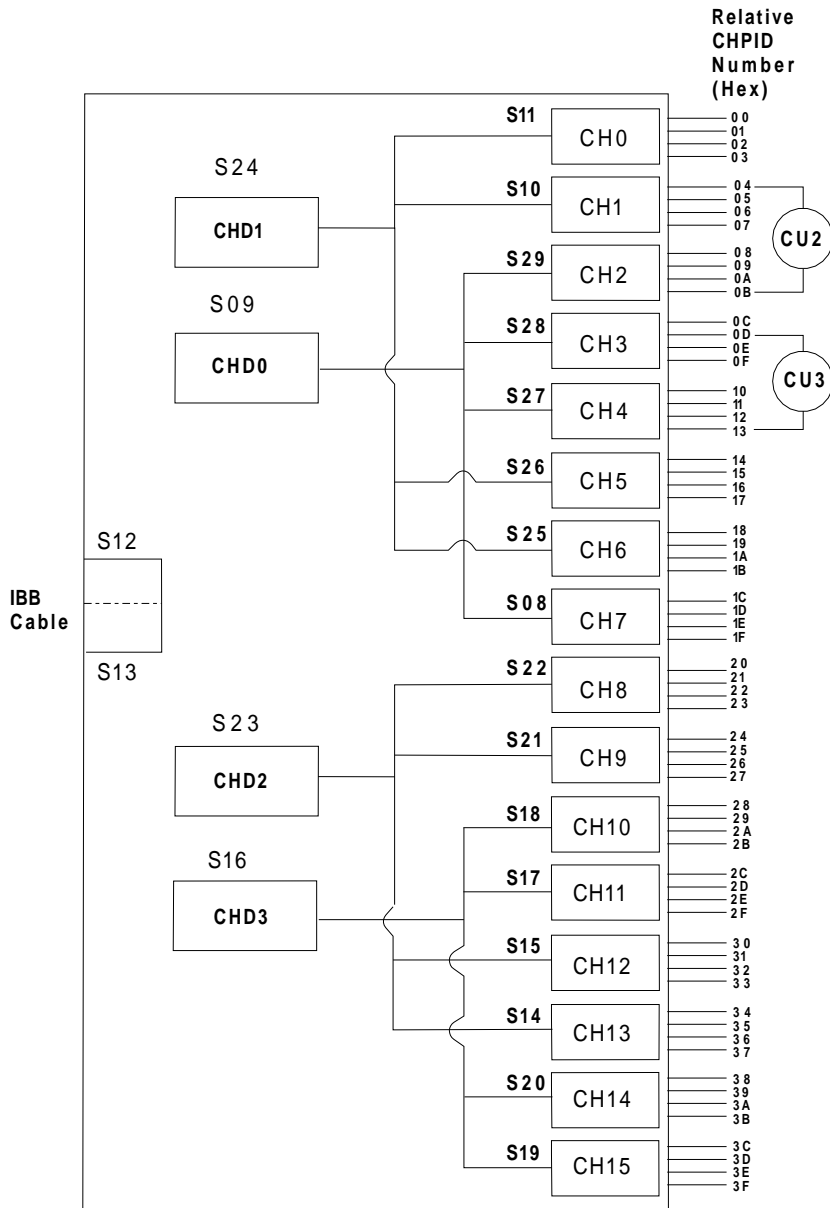 Relative
CHPID
Number
(Hex)
S11
CH0
00
01
02
03
S24
CHD1
S10
CH1
04
05
06
07
CU2
S29
CH2
08
09
0A
0B
S09
CHD0
S28
CH3
0C
0D
0E
0F
CU3
S27
CH4
10
11
12
13
S26
CH5
14
15
16
17
S25
CH6
18
19
1A
1B
S12
IBB
Cable
S13
S08
CH7
1C
1D
1E
1F
S22
CH8
20
21
22
23
S23
CHD2
S21
CH9
24
25
26
27
S18
CH10
28
29
2A
2B
S16
CHD3
S17
CH11
2C
2D
2E
2F
S15
CH12
30
31
32
33
S14
CH13
34
35
36
37
S20
CH14
38
39
3A
3B
S19
CH15
3C
3D
3E
3F